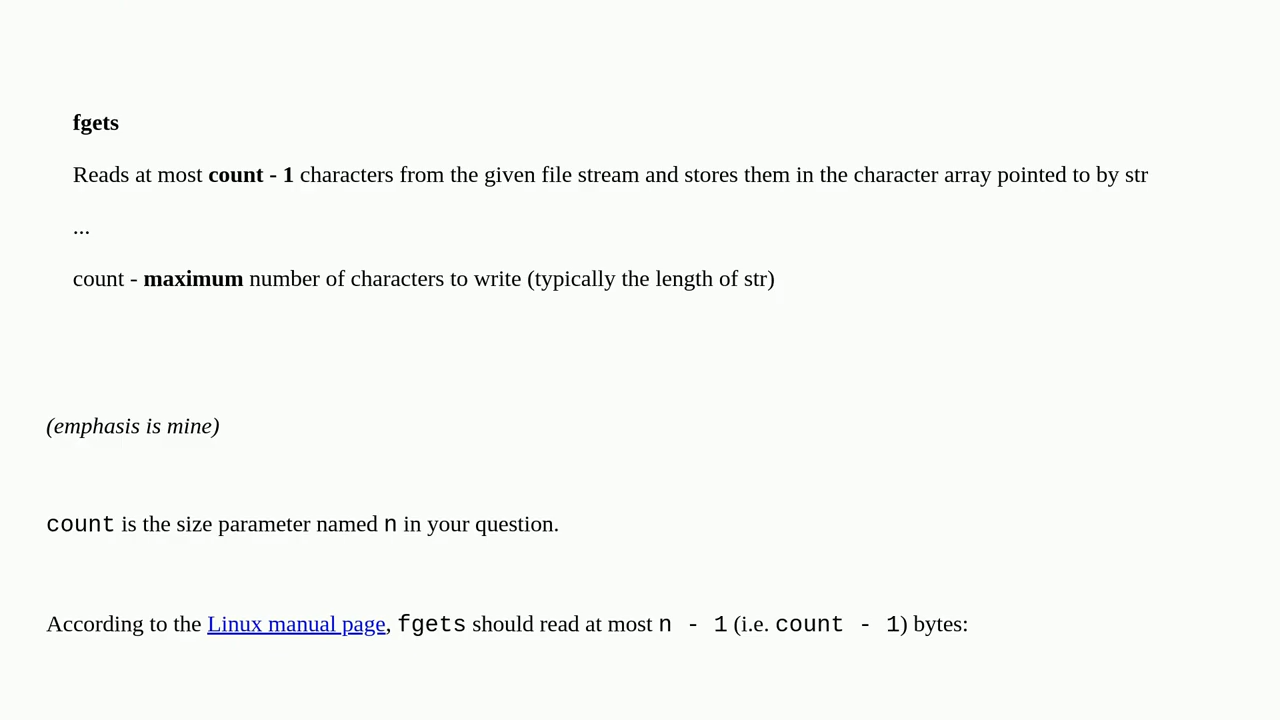 fgets
Reads at most count - 1 characters from the given file stream and stores them in the character array pointed to by str
...
count - maximum number of characters to write (typically the length of str)
(emphasis is mine)
count is the size parameter named n in your question.
According to the Linux manual page, fgets should read at most n - 1 (i.e. count - 1) bytes: